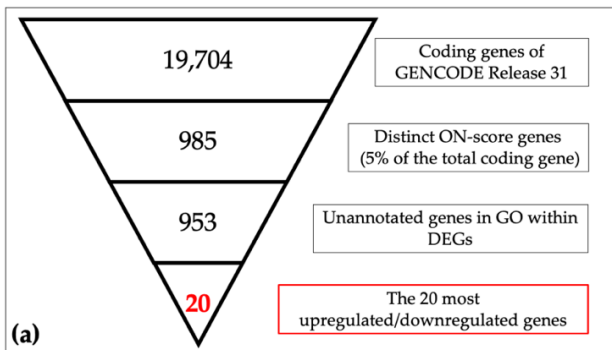 19,704
Coding genes of
GENCODE Release 31
985
Distinct ON-score genes
(5% of the total coding gene)
953
Unannotated genes in GO within
DEGs
20
The 20 most
upregulated/downregulated genes
(a)